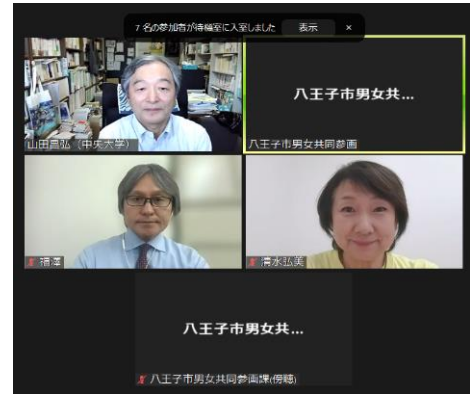 7 名の参加者が待機室に入室しました 表示 ×
八王子市男女共...
山田昌弘（中央大学）
八王子市男女共同参画
福澤
清水弘美
八王子市男女共...
八王子市男女共同参画課(傍聴)